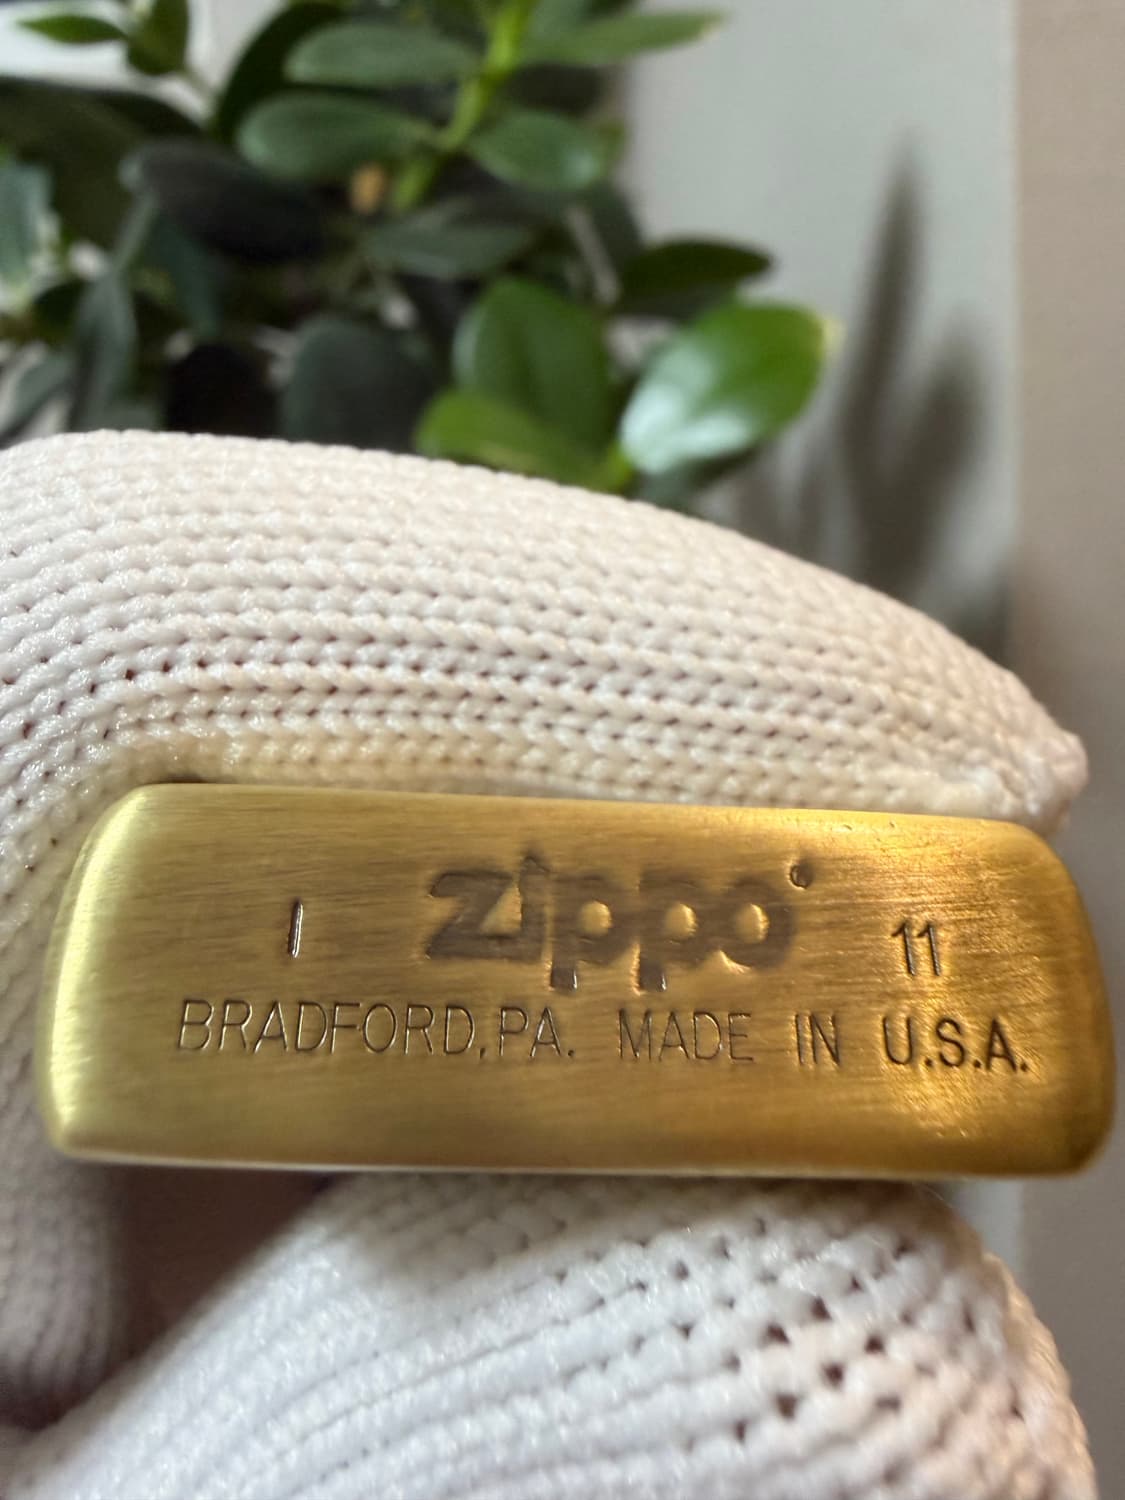 I zippo 11
BRADFORD, PA. MADE IN U.S.A.